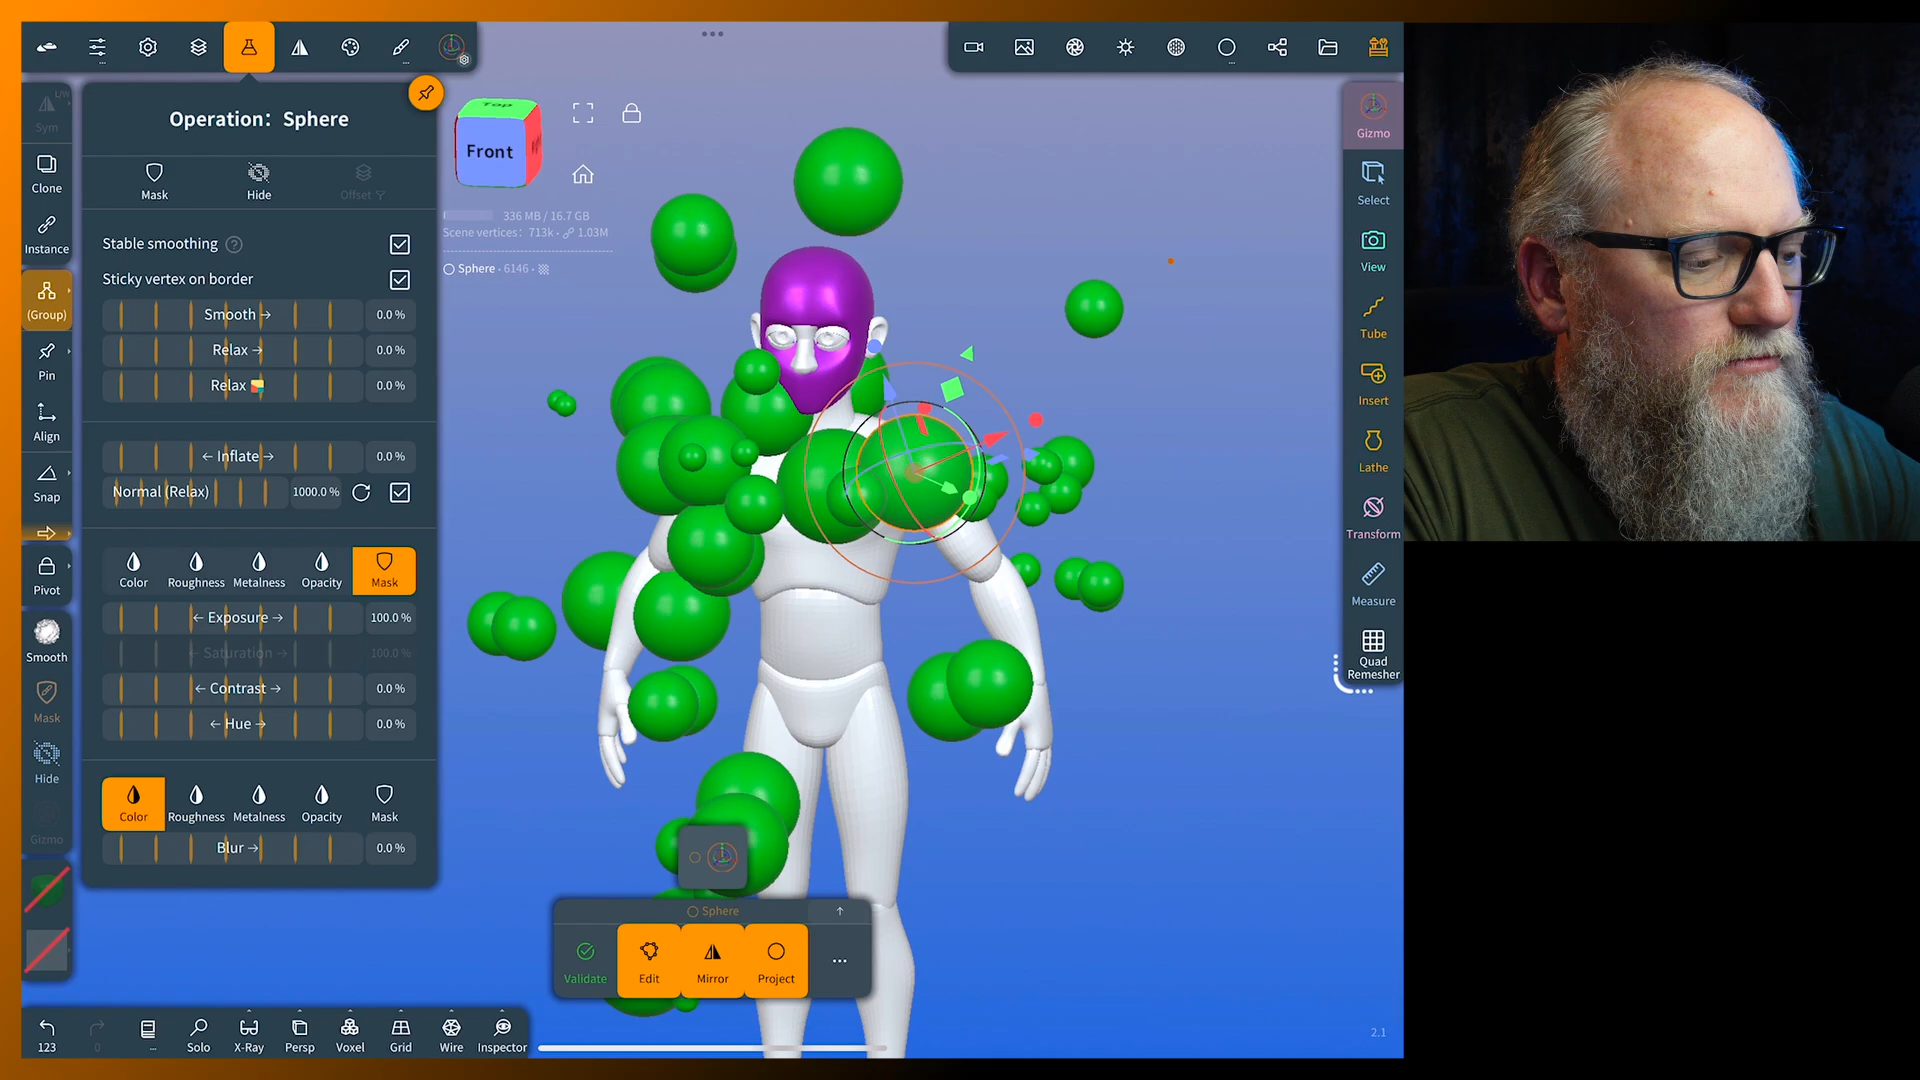 L/W
Sym
Clone
Instance
(Group)
Pin
Align
Snap
Pivot
Smooth
Mask
Hide
Gizmo
Operation: Sphere
Mask
Hide
Offset
Stable smoothing ?
Sticky vertex on border
Smooth → 0.0 %
Relax → 0.0 %
Relax 0.0 %
← Inflate → 0.0 %
Normal (Relax) 1000.0 %
Color Roughness Metalness Opacity Mask
← Exposure → 100.0 %
← Saturation → 100.0 %
← Contrast → 0.0 %
← Hue → 0.0 %
Color Roughness Metalness Opacity Mask
Blur → 0.0 %
Top
Front
336 MB / 16.7 GB
Scene vertices: 713k • 1.03M
Sphere • 6146 •
Gizmo
Select
View
Tube
Insert
Lathe
Transform
Measure
Quad
Remesher
Sphere ↑
Validate Edit Mirror Project ...
123 0 ... Solo X-Ray Persp Voxel Grid Wire Inspector
2.1